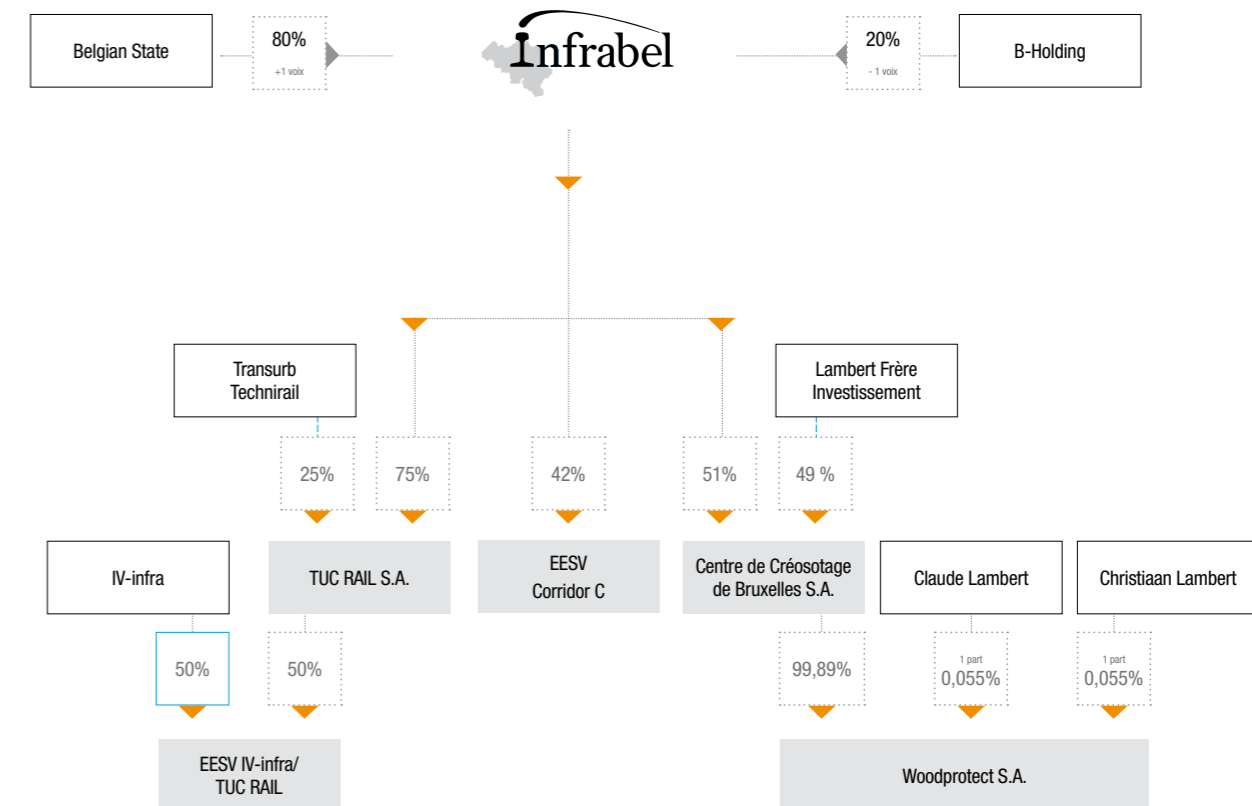 Belgian State
80%
+1 voix
Infrabel
20%
- 1 voix
B-Holding
Transurb
Technirail
Lambert Frère
Investissement
25%
75%
42%
51%
49 %
IV-infra
TUC RAIL S.A.
EESV
Corridor C
Centre de Créosotage
de Bruxelles S.A.
Claude Lambert
Christiaan Lambert
50%
50%
99,89%
1 part
0,055%
1 part
0,055%
EESV IV-infra/
TUC RAIL
Woodprotect S.A.